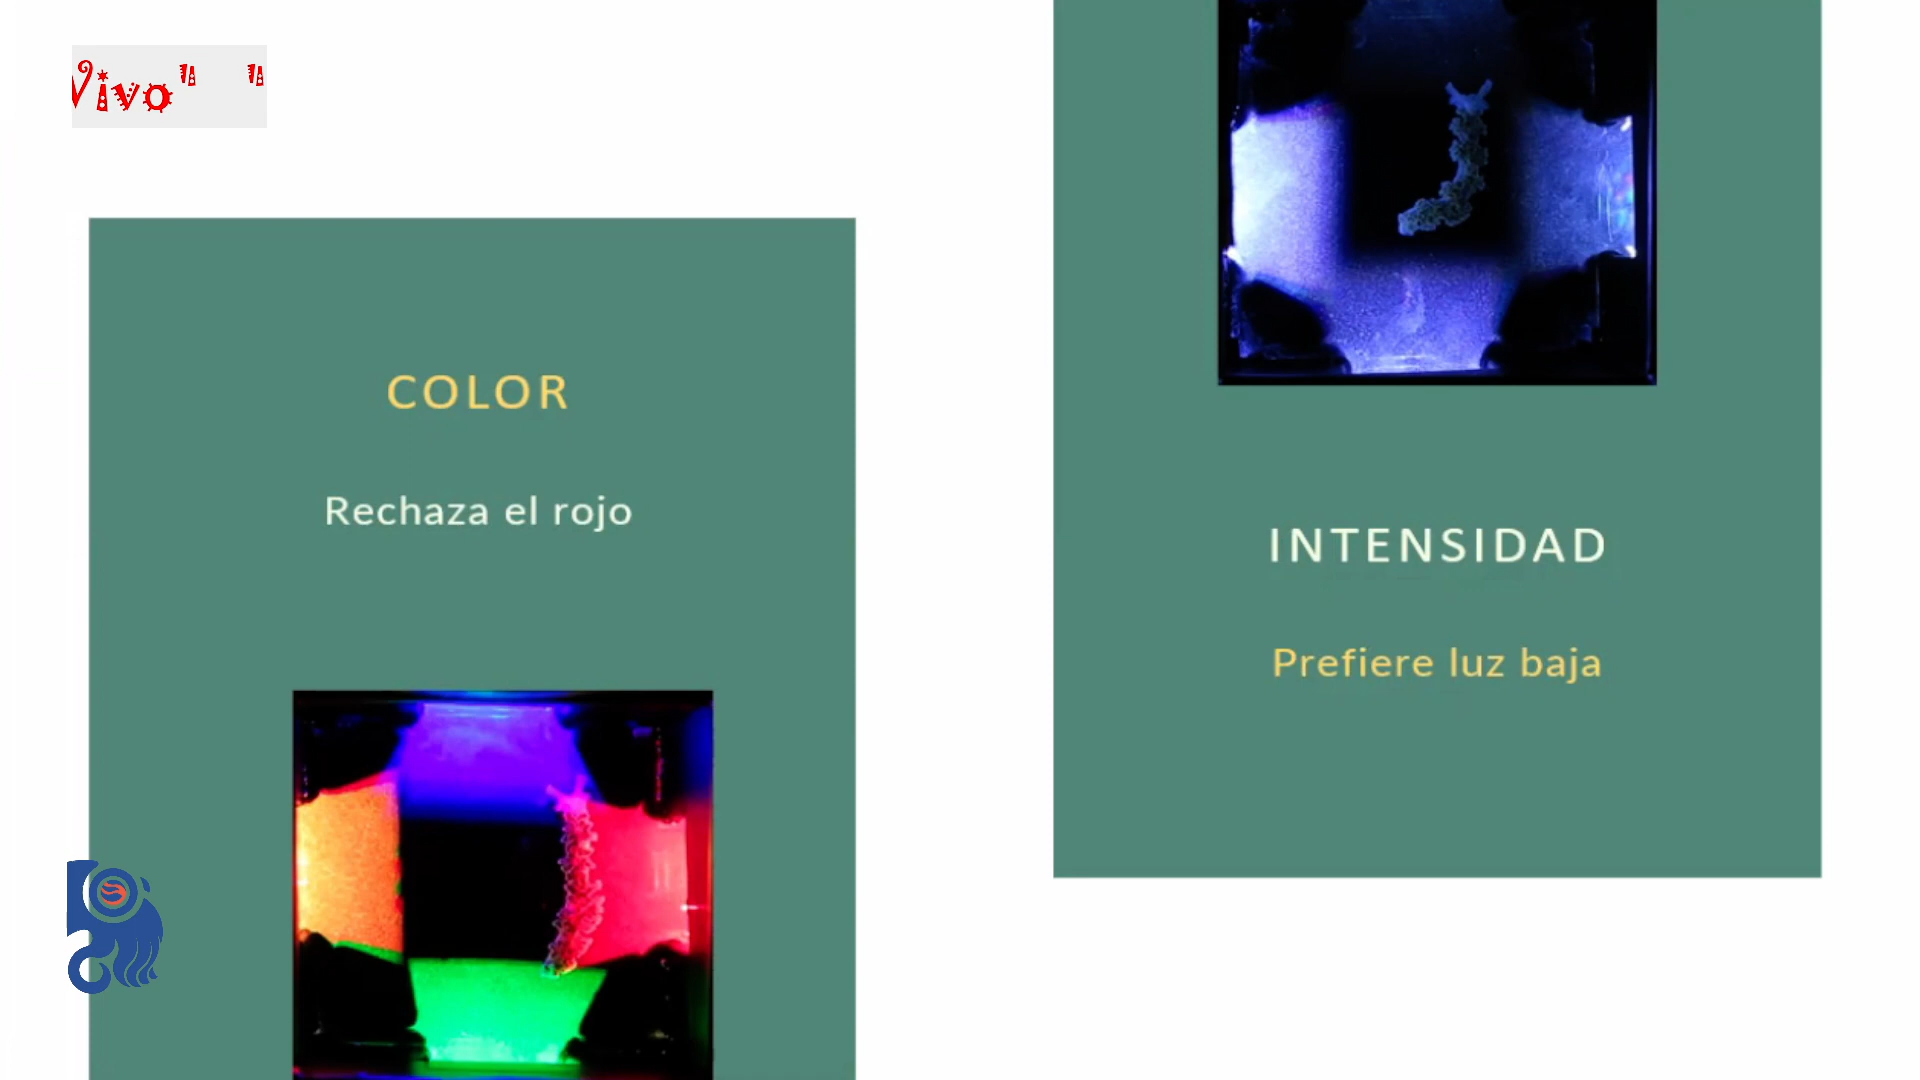 Vivo" "
COLOR
Rechaza el rojo
INTENSIDAD
Prefiere luz baja